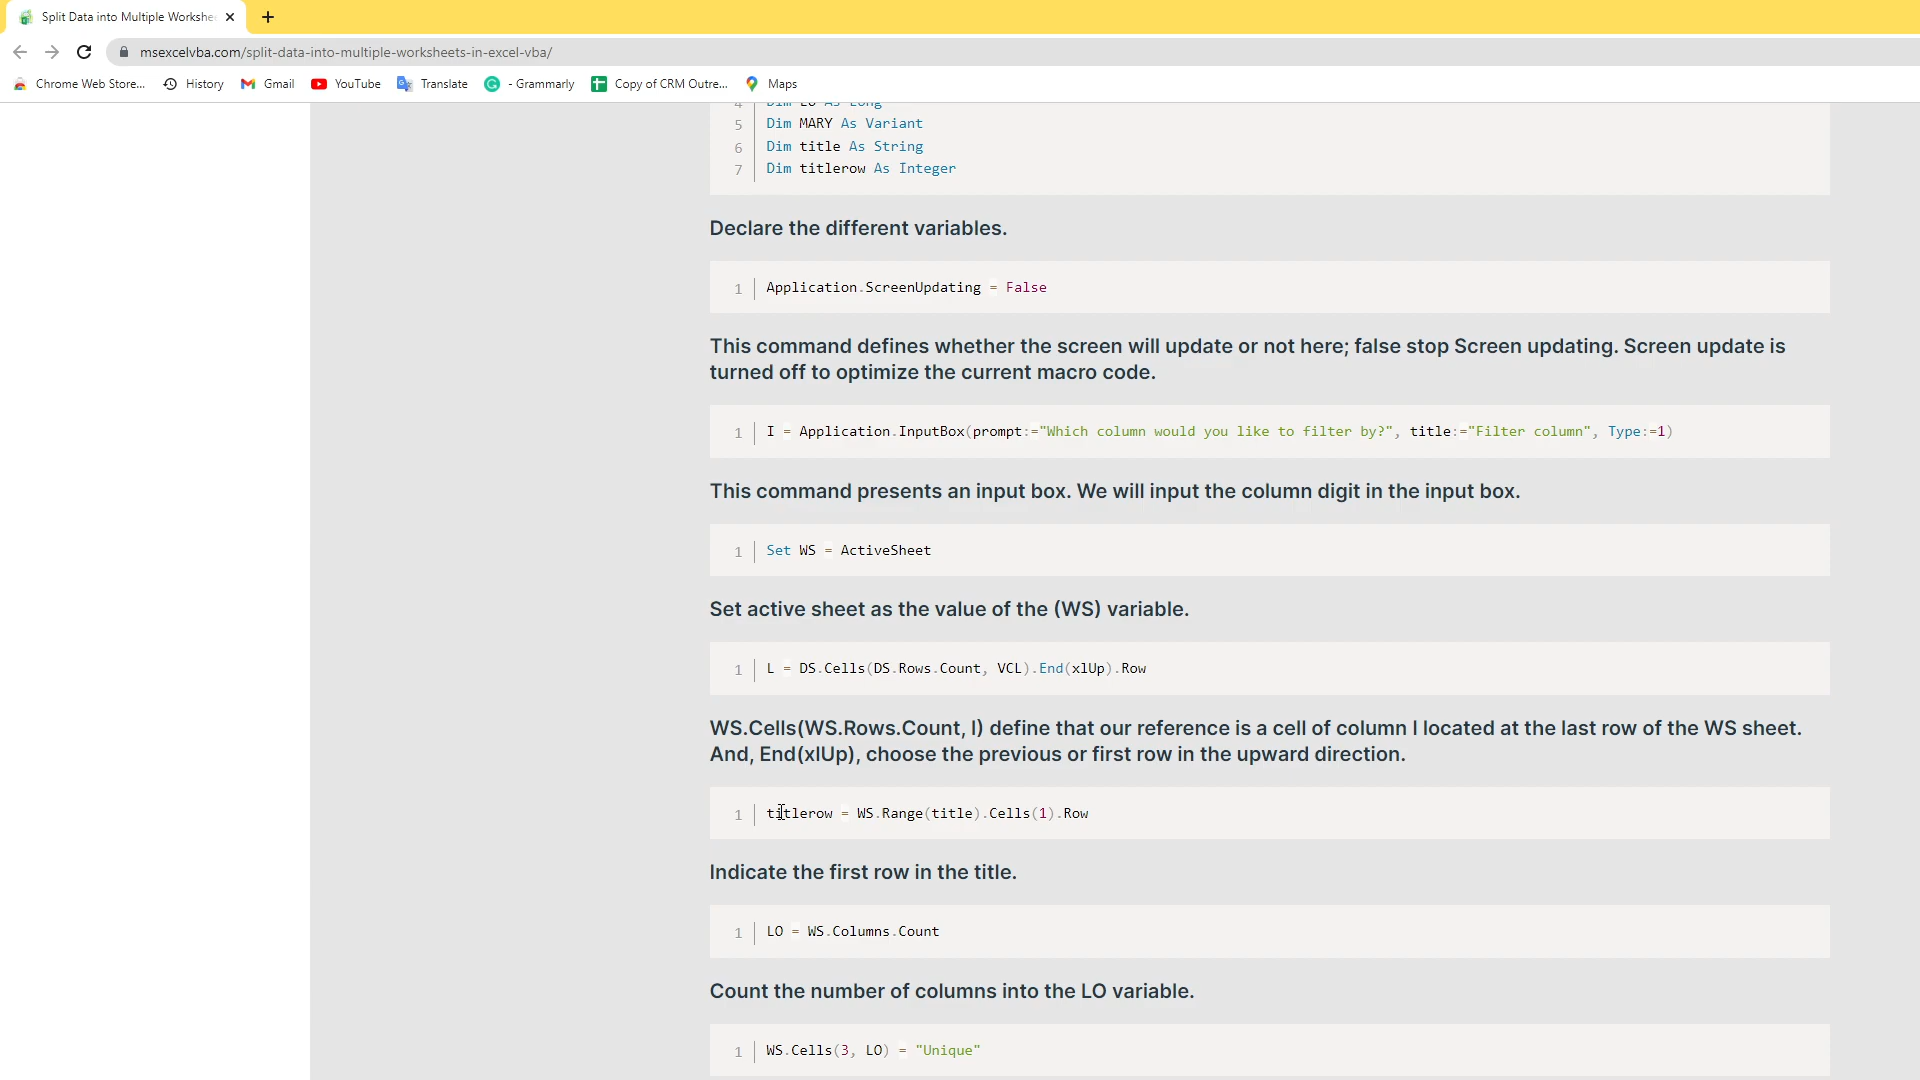 Split Data into Multiple Workshe
msexcelvba.com/split-data-into-multiple-worksheets-in-excel-vba/
Chrome Web Store... History Gmail YouTube Translate - Grammarly Copy of CRM Outre... Maps
4 Dim LO As Long
5 Dim MARY As Variant
6 Dim title As String
7 Dim titlerow As Integer
Declare the different variables.
1 Application.ScreenUpdating = False
This command defines whether the screen will update or not here; false stop Screen updating. Screen update is
turned off to optimize the current macro code.
1 I = Application.InputBox(prompt:="Which column would you like to filter by?", title:="Filter column", Type:=1)
This command presents an input box. We will input the column digit in the input box.
1 Set WS = ActiveSheet
Set active sheet as the value of the (WS) variable.
1 L = DS.Cells(DS.Rows.Count, VCL).End(xlUp).Row
WS.Cells(WS.Rows.Count, I) define that our reference is a cell of column I located at the last row of the WS sheet.
And, End(xlUp), choose the previous or first row in the upward direction.
1 titlerow = WS.Range(title).Cells(1).Row
Indicate the first row in the title.
1 LO = WS.Columns.Count
Count the number of columns into the LO variable.
1 WS.Cells(3, LO) = "Unique"